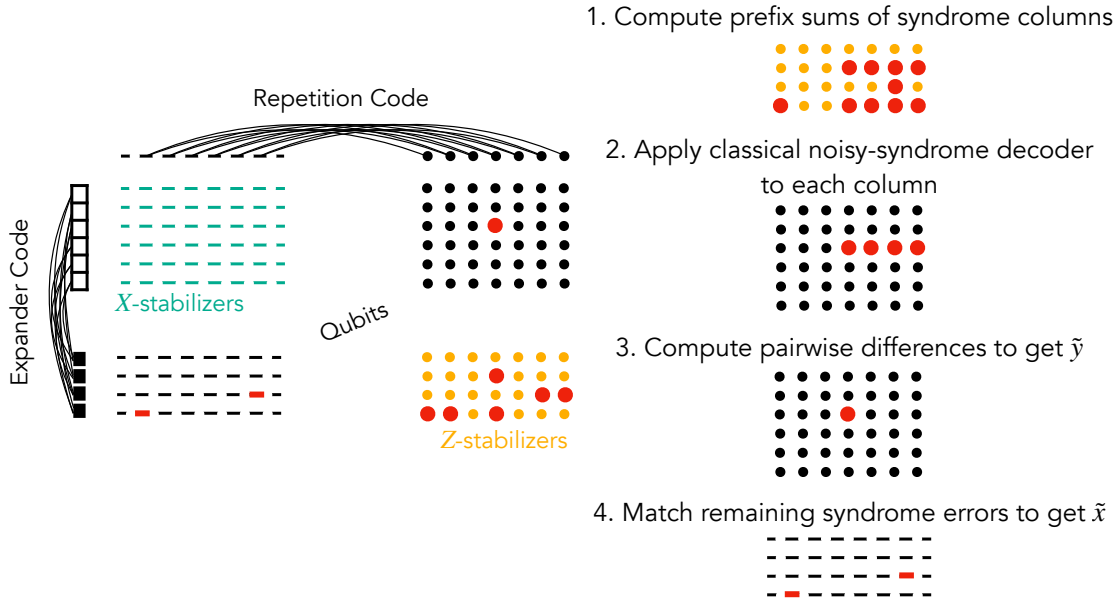 Repetition Code
Expander Code
X-stabilizers
Qubits
Z-stabilizers
1. Compute prefix sums of syndrome columns
2. Apply classical noisy-syndrome decoder
to each column
3. Compute pairwise differences to get ỹ
4. Match remaining syndrome errors to get x̃